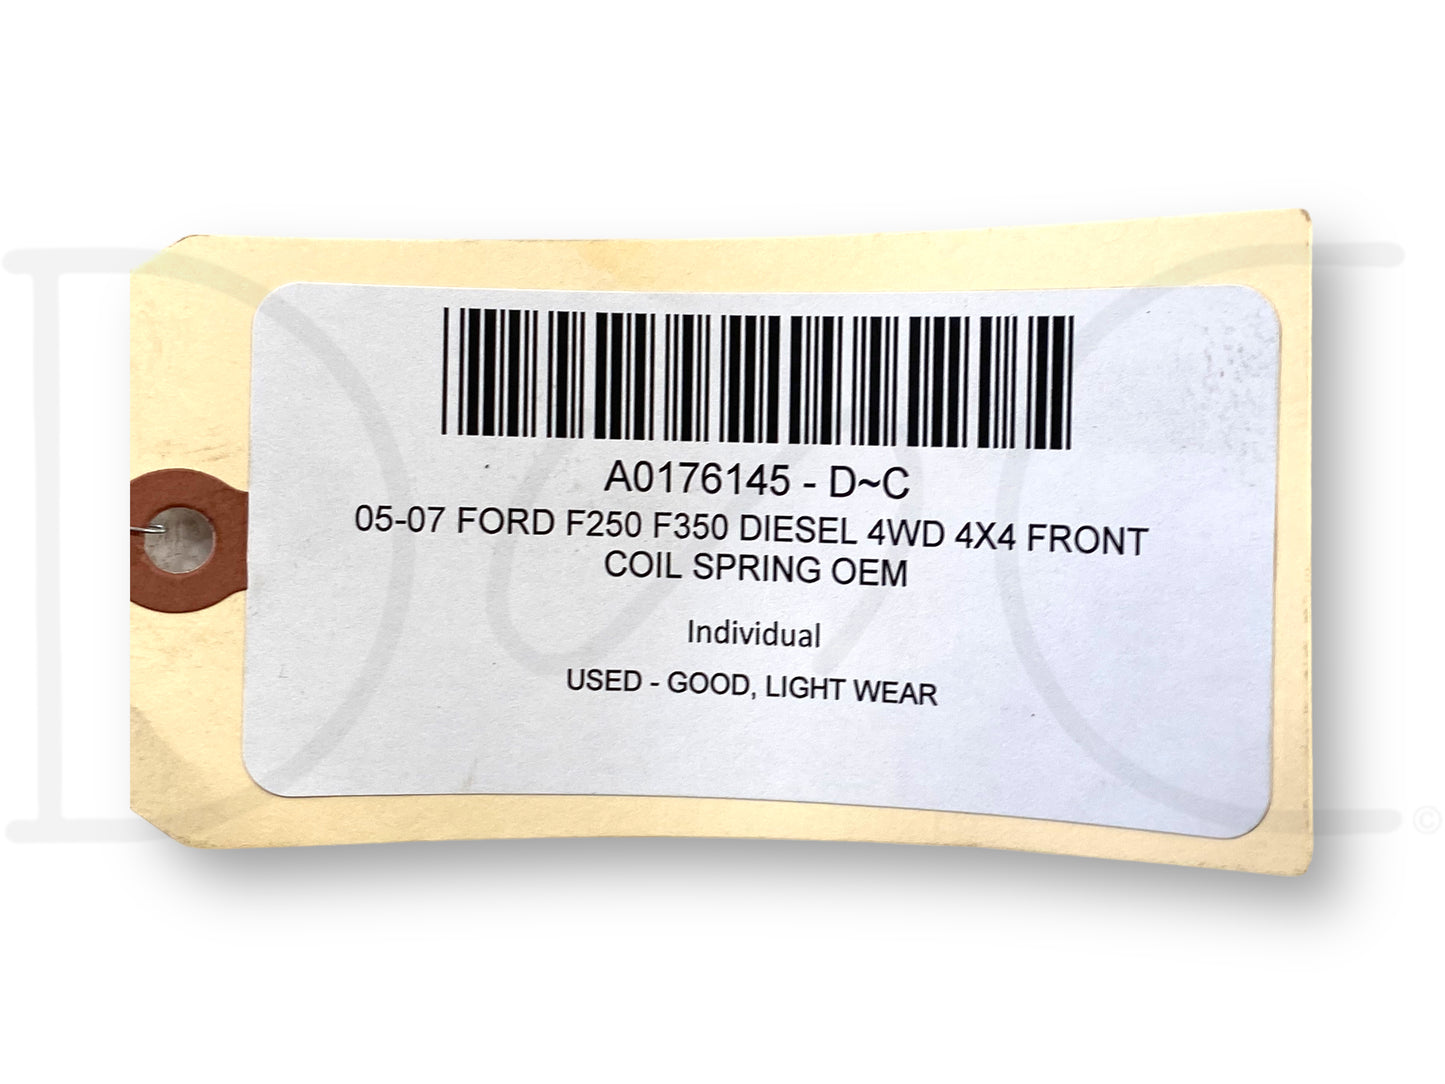 A0176145 - D~C
05-07 FORD F250 F350 DIESEL 4WD 4X4 FRONT
COIL SPRING OEM
Individual
USED - GOOD, LIGHT WEAR
©